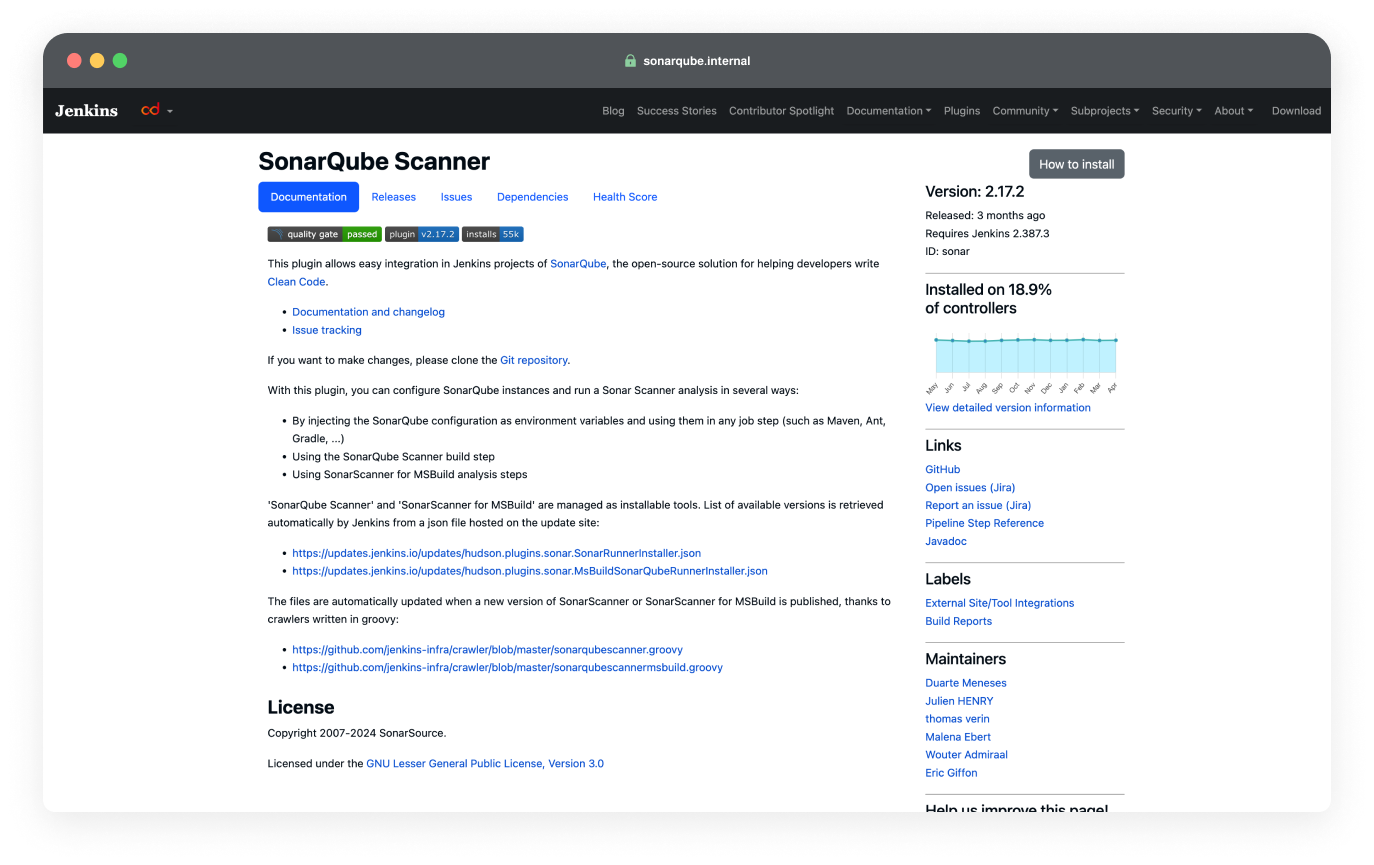 sonarqube.internal
Jenkins
Blog Success Stories Contributor Spotlight Documentation Plugins Community Subprojects Security About Download
SonarQube Scanner
How to install
Documentation Releases Issues Dependencies Health Score
quality gate passed plugin v2.17.2 installs 55k
This plugin allows easy integration in Jenkins projects of SonarQube, the open-source solution for helping developers write
Clean Code.
• Documentation and changelog
• Issue tracking
If you want to make changes, please clone the Git repository.
With this plugin, you can configure SonarQube instances and run a Sonar Scanner analysis in several ways:
• By injecting the SonarQube configuration as environment variables and using them in any job step (such as Maven, Ant,
Gradle, ...)
• Using the SonarQube Scanner build step
• Using SonarScanner for MSBuild analysis steps
'SonarQube Scanner' and 'SonarScanner for MSBuild' are managed as installable tools. List of available versions is retrieved
automatically by Jenkins from a json file hosted on the update site:
• https://updates.jenkins.io/updates/hudson.plugins.sonar.SonarRunnerInstaller.json
• https://updates.jenkins.io/updates/hudson.plugins.sonar.MsBuildSonarQubeRunnerInstaller.json
The files are automatically updated when a new version of SonarScanner or SonarScanner for MSBuild is published, thanks to
crawlers written in groovy:
• https://github.com/jenkins-infra/crawler/blob/master/sonarqubescanner.groovy
• https://github.com/jenkins-infra/crawler/blob/master/sonarqubescannermsbuild.groovy
License
Copyright 2007-2024 SonarSource.
Licensed under the GNU Lesser General Public License, Version 3.0
Version: 2.17.2
Released: 3 months ago
Requires Jenkins 2.387.3
ID: sonar
Installed on 18.9%
of controllers
May Jun Jul Aug Sep Oct Nov Dec Jan Feb Mar Apr
View detailed version information
Links
GitHub
Open issues (Jira)
Report an issue (Jira)
Pipeline Step Reference
Javadoc
Labels
External Site/Tool Integrations
Build Reports
Maintainers
Duarte Meneses
Julien HENRY
thomas verin
Malena Ebert
Wouter Admiraal
Eric Giffon
Help us improve this page!